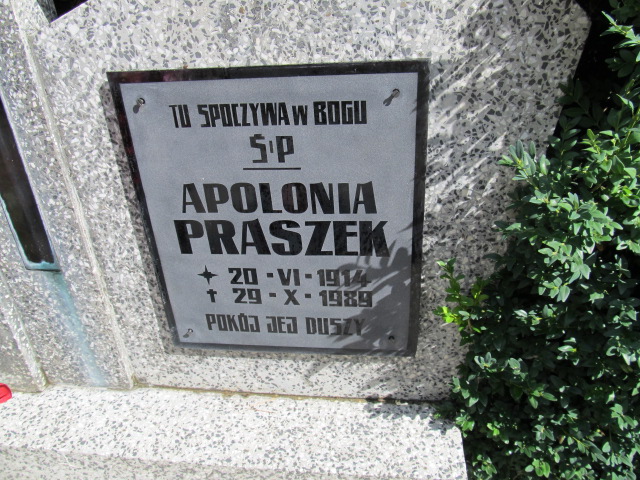 TU SPOCZYWA W BOGU
Ś.P
APOLONIA
PRASZEK
20 - VI - 1914
✝ 29 - X - 1989
POKÓJ JEJ DUSZY